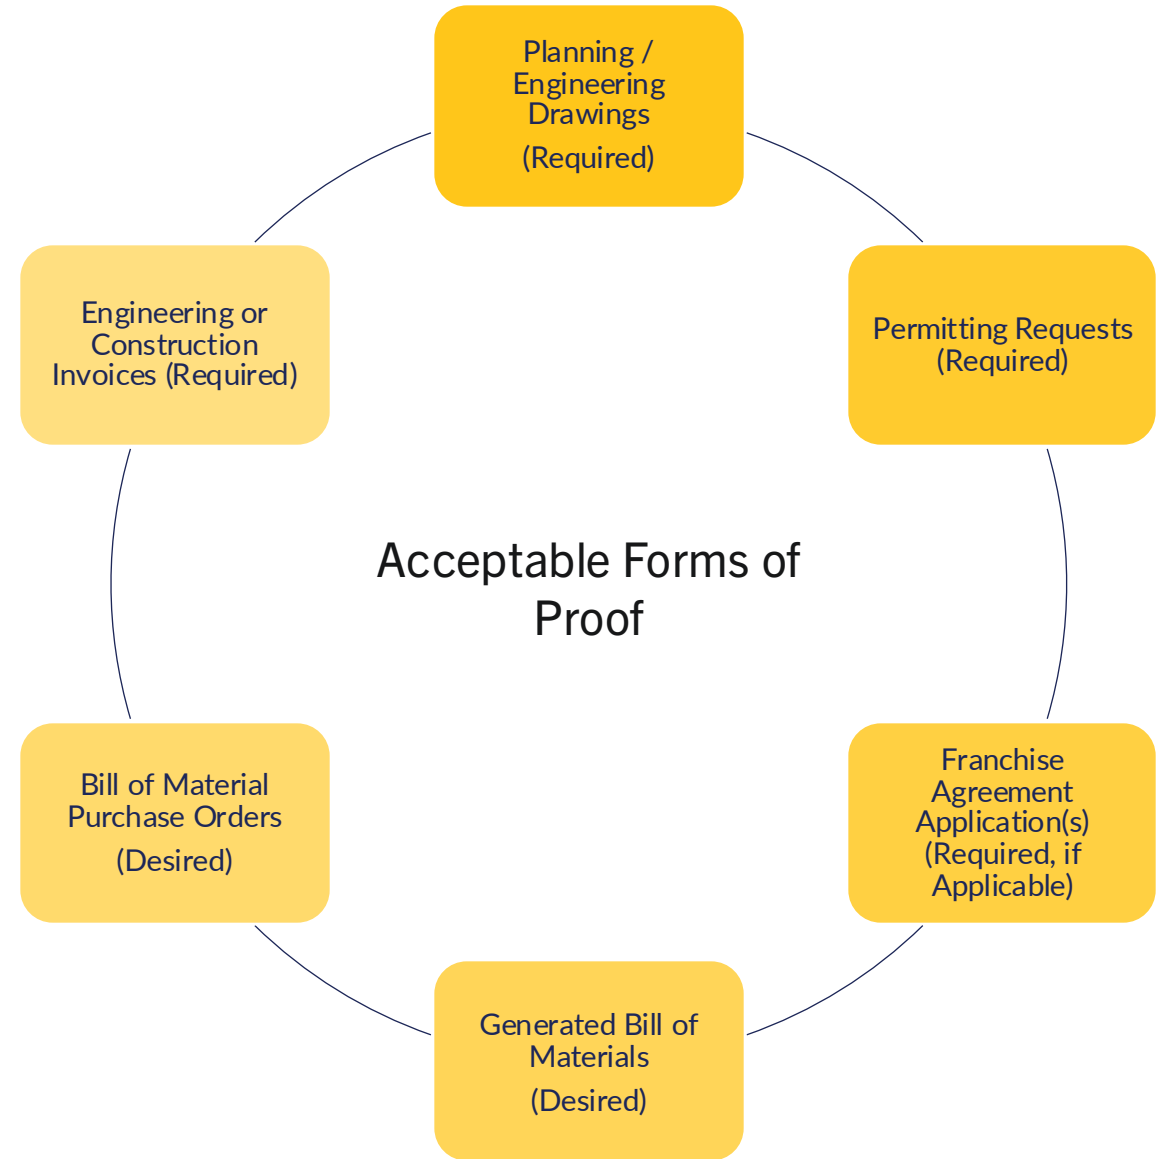 Planning /
Engineering
Drawings
(Required)
Permitting Requests
(Required)
Franchise
Agreement
Application(s)
(Required, if
Applicable)
Generated Bill of
Materials
(Desired)
Bill of Material
Purchase Orders
(Desired)
Engineering or
Construction
Invoices (Required)
Acceptable Forms of
Proof